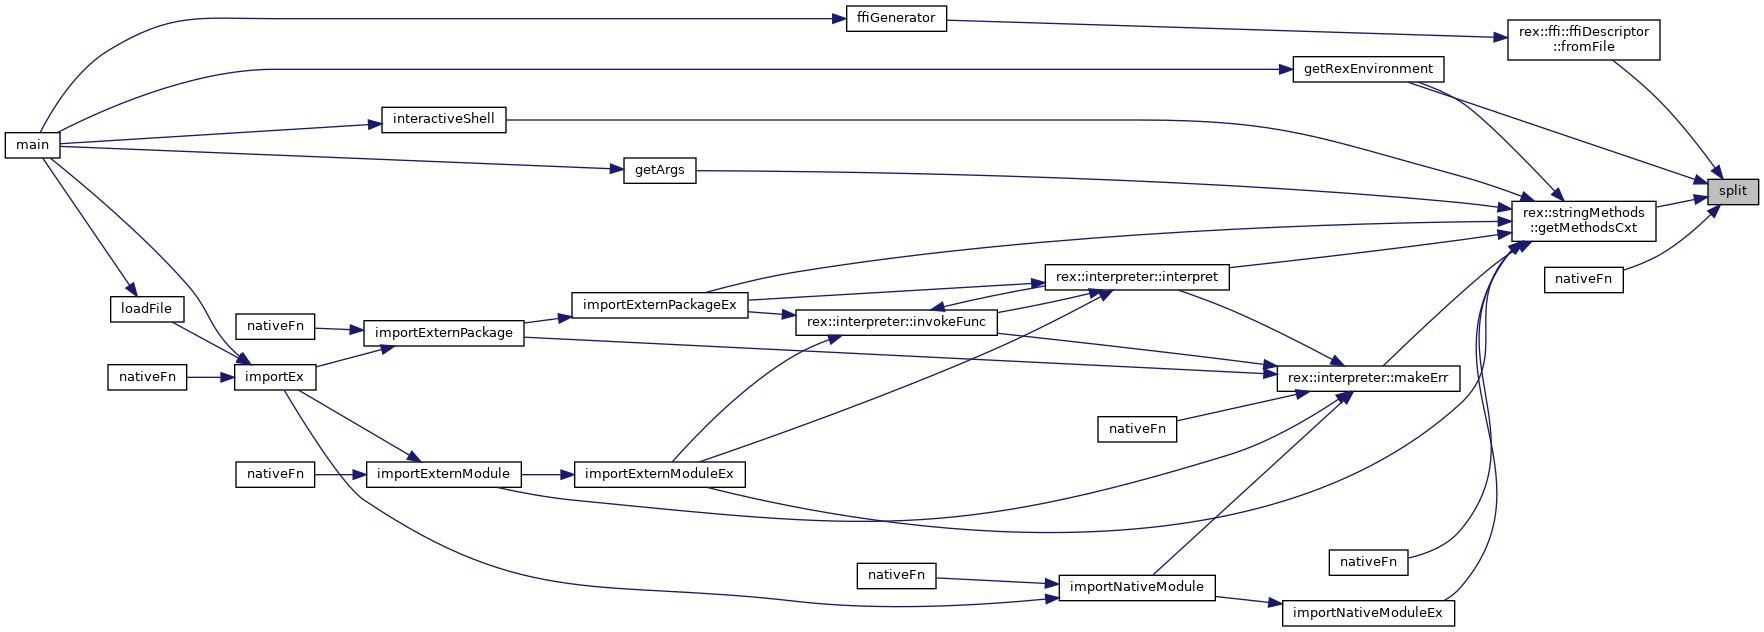 ffiGenerator
rex::ffi::ffiDescriptor
::fromFile
getRexEnvironment
interactiveShell
main
getArgs
split
rex::stringMethods
::getMethodsCxt
nativeFn
rex::interpreter::interpret
importExternPackageEx
loadFile
nativeFn
importExternPackage
rex::interpreter::invokeFunc
nativeFn
importEx
rex::interpreter::makeErr
nativeFn
nativeFn
importExternModule
importExternModuleEx
nativeFn
nativeFn
importNativeModule
importNativeModuleEx